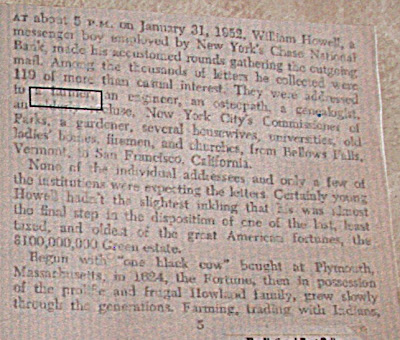 AT about 5 P.M. on January 31, 1952, William Howell, a
messenger boy employed by New York's Chase National
Bank, made his accustomed rounds gathering the outgoing
mail. Among the thousands of letters he collected were
119 of more than casual interest. They were addressed
to a farmer, an engineer, an osteopath, a genealogist,
an recluse, New York City's Commissioner of
Parks, a gardener, several housewives, universities, old
ladies' homes, firemen, and churches, from Bellows Falls,
Vermont, to San Francisco, California.
None of the individual addressees and only a few of
the institutions were expecting the letters. Certainly young
Howell hadn't the slightest inkling that his was almost
the final step in the disposition of one of the last, least
taxed, and oldest of the great American fortunes, the
$100,000,000 Green estate.
Begun with "one black cow" bought at Plymouth,
Massachusetts, in 1624, the Fortune, then in possession
of the prolific and frugal Howland family, grew slowly
through the generations. Farming, trading with Indians,
5